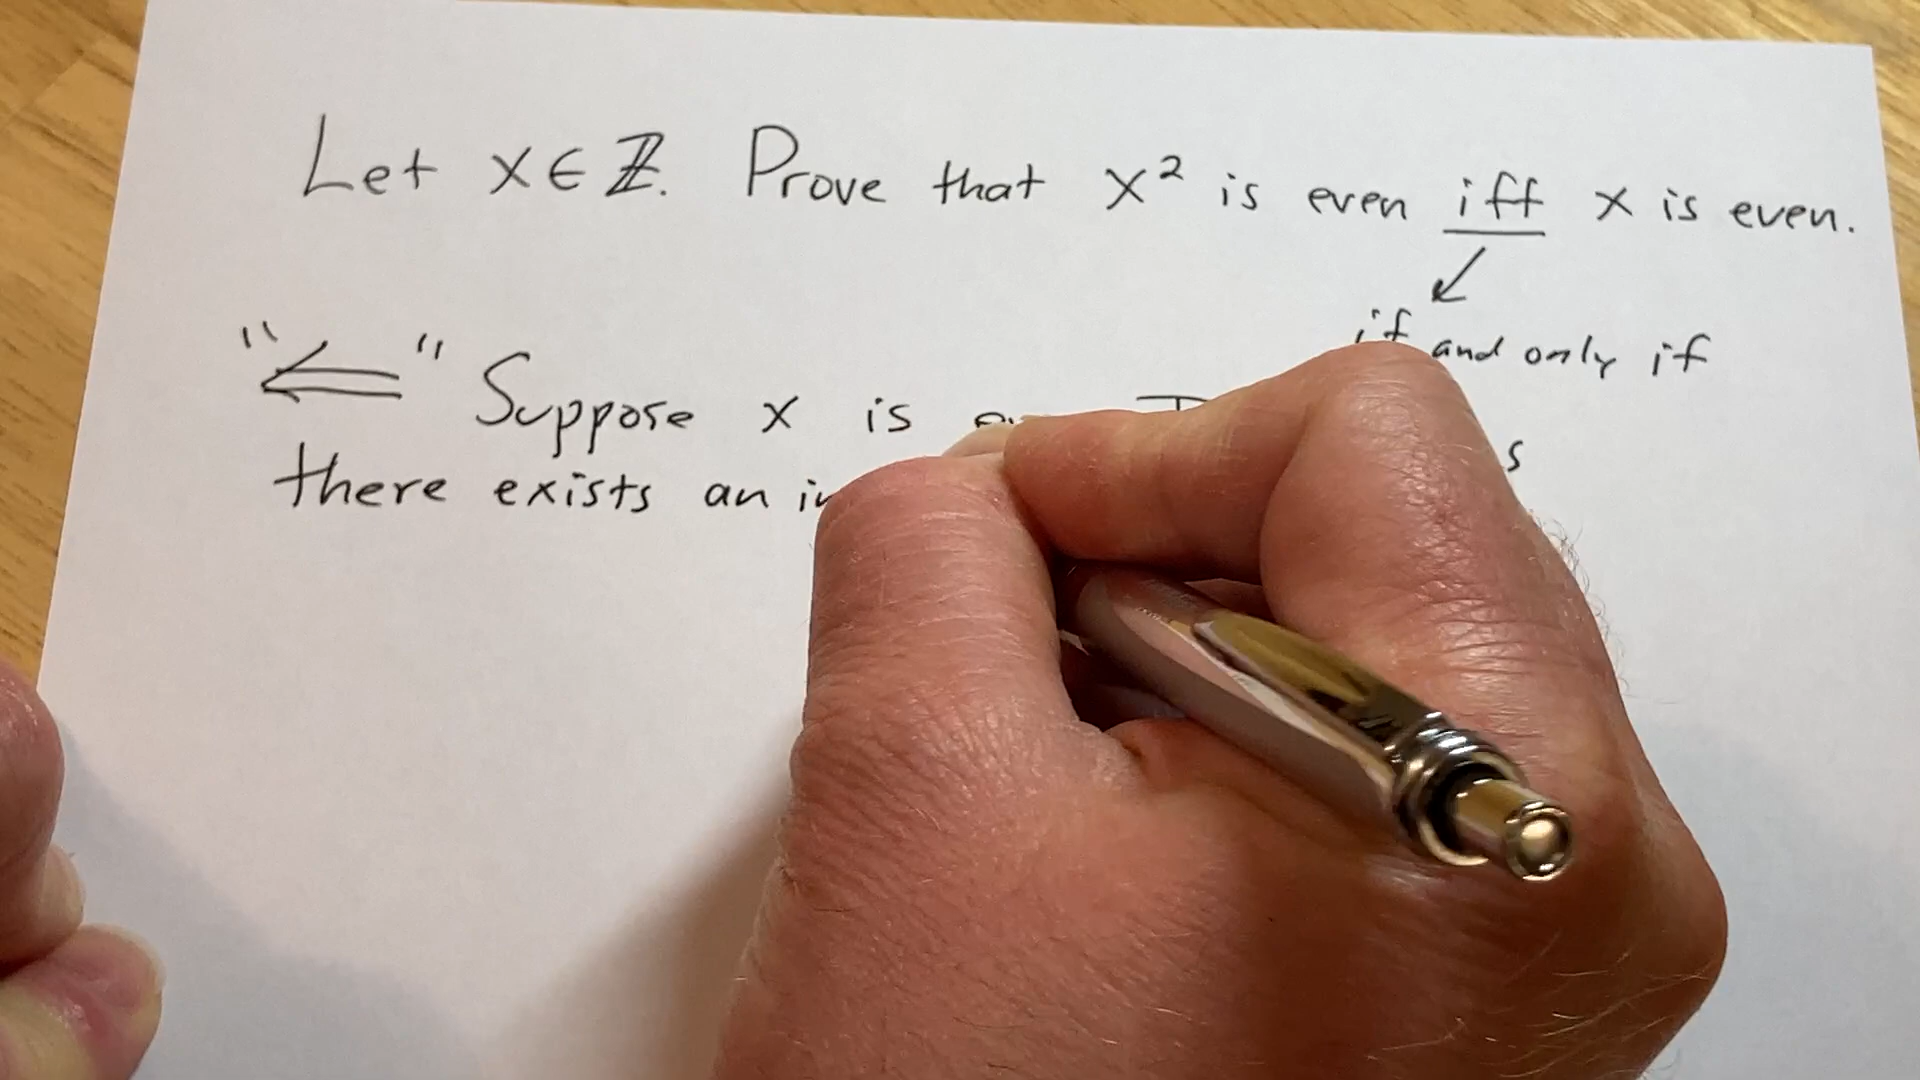 Let x ∈ ℤ. Prove that x² is even iff x is even.
↙
if and only if
"⟸" Suppose x is
there exists an